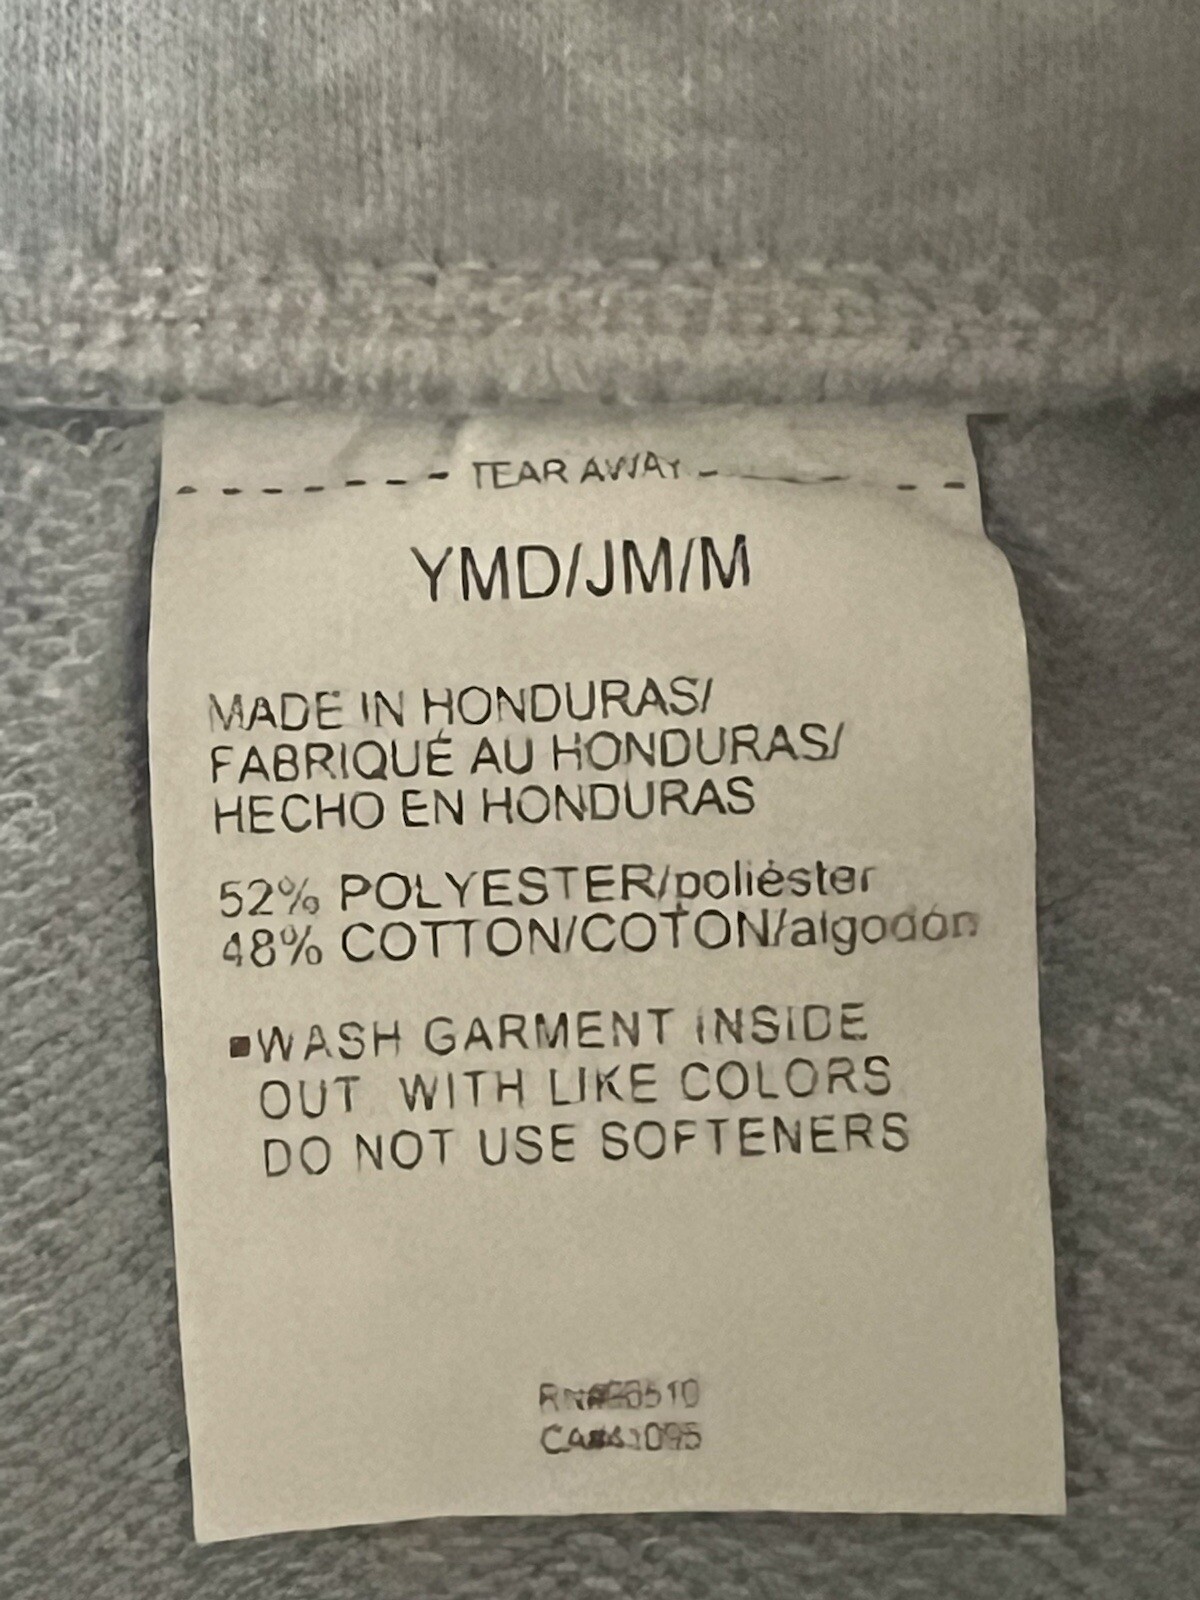 TEAR AWAY
YMD/JM/M
MADE IN HONDURAS/
FABRIQUÉ AU HONDURAS/
HECHO EN HONDURAS
52% POLYESTER/poliéster
48% COTTON/COTON/algodón
WASH GARMENT INSIDE
OUT WITH LIKE COLORS
DO NOT USE SOFTENERS